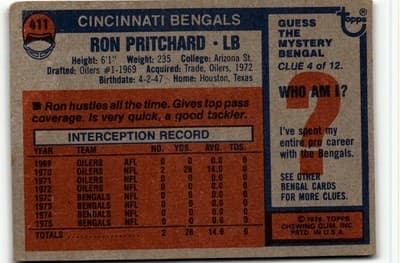 411
CINCINNATI BENGALS
RON PRITCHARD • LB
Height: 6'1" Weight: 235 College: Arizona St.
Drafted: Oilers #1-1969 Acquired: Trade, Oilers, 1972
Birthdate: 4-2-47 Home: Houston, Texas
Ron hustles all the time. Gives top pass
coverage. Is very quick, a good tackler.
INTERCEPTION RECORD
YEAR TEAM NO. YDS. AVG. TD
1969 OILERS AFL 0 0 0 0
1970 OILERS NFL 2 28 14.0 0
1971 OILERS NFL 0 0 0 0
1972 OILERS NFL 0 0 0 0
1972 BENGALS NFL 0 0 0 0
1973 BENGALS NFL 0 0 0 0
1974 BENGALS NFL 0 0 0 0
1975 BENGALS NFL 0 0 0 0
TOTALS 2 28 14.0 0
topps
GUESS
THE
MYSTERY
BENGAL
CLUE 4 of 12.
WHO AM I?
?
I've spent my
entire pro career
with the Bengals.
SEE OTHER
BENGAL CARDS
FOR MORE CLUES.
© 1976 TOPPS
CHEWING GUM, INC.
PRTD. IN U.S.A.